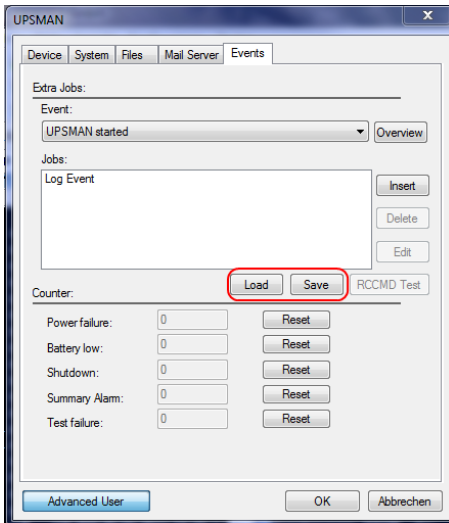 UPSMAN
x
Device System Files Mail Server Events
Extra Jobs:
Event:
UPSMAN started Overview
Jobs:
Log Event
Insert
Delete
Edit
Load Save RCCMD Test
Counter:
Power failure: 0 Reset
Battery low: 0 Reset
Shutdown: 0 Reset
Summary Alarm: 0 Reset
Test failure: 0 Reset
Advanced User OK Abbrechen